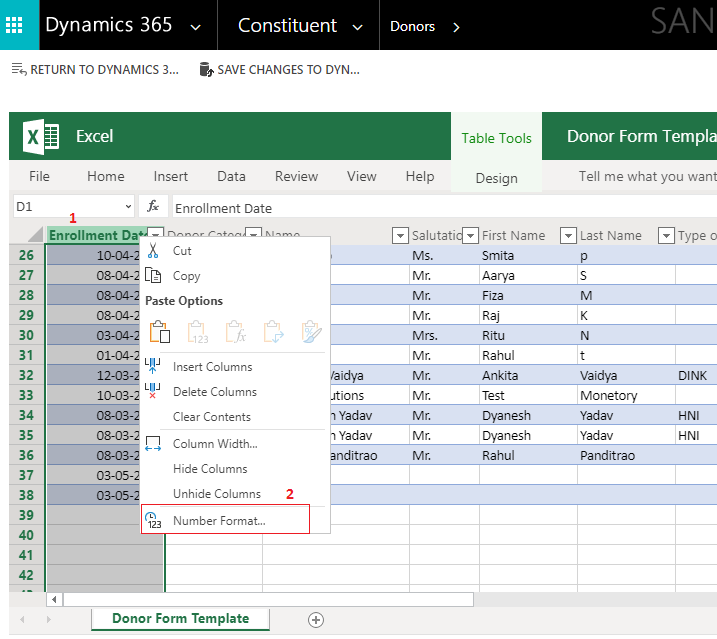 Dynamics 365 Constituent Donors SAN
RETURN TO DYNAMICS 3... SAVE CHANGES TO DYN...
Excel Table Tools Donor Form Templa
File Home Insert Data Review View Help Design Tell me what you want
D1 fx Enrollment Date
1
Enrollment Date Donor Categ Name Salutatio First Name Last Name Type o
26 10-04-2 Ms. Smita p
27 08-04-2 Mr. Aarya S
28 08-04-2 Mr. Fiza M
29 08-04-2 Mr. Raj K
30 03-04-2 Mrs. Ritu N
31 01-04-2 Mr. Rahul t
32 12-03-2 Vaidya Mr. Ankita Vaidya DINK
33 10-03-2 utions Mr. Test Monetory
34 08-03-2 n Yadav Mr. Dyanesh Yadav HNI
35 08-03-2 n Yadav Mr. Dyanesh Yadav HNI
36 08-03-2 Panditrao Mr. Rahul Panditrao
37 03-05-2
38 03-05-2
39
40
41
42
Cut
Copy
Paste Options
123 fx
Insert Columns
Delete Columns
Clear Contents
Column Width...
Hide Columns
Unhide Columns 2
123 Number Format...
Donor Form Template